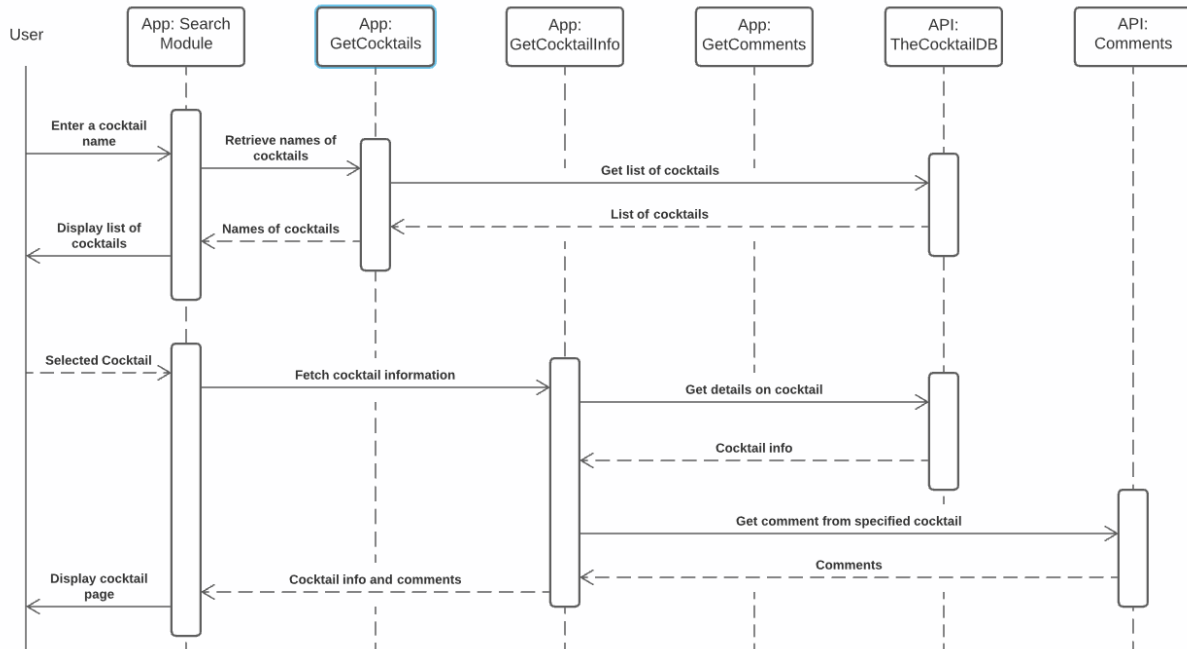 User
App: Search
Module
App:
GetCocktails
App:
GetCocktailInfo
App:
GetComments
API:
TheCocktailDB
API:
Comments
Enter a cocktail
name
Retrieve names of
cocktails
Get list of cocktails
List of cocktails
Names of cocktails
Display list of
cocktails
Selected Cocktail
Fetch cocktail information
Get details on cocktail
Cocktail info
Get comment from specified cocktail
Comments
Cocktail info and comments
Display cocktail
page